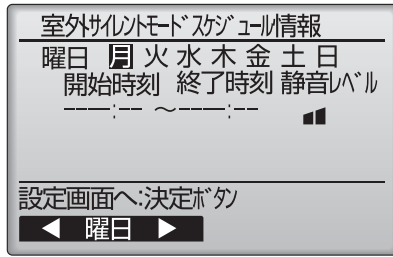 室外サイレントモードスケジュール情報
曜日 月 火 水 木 金 土 日
開始時刻 終了時刻 静音レベル
--:-- ～--:--
設定画面へ:決定ボタン
◀ 曜日 ▶